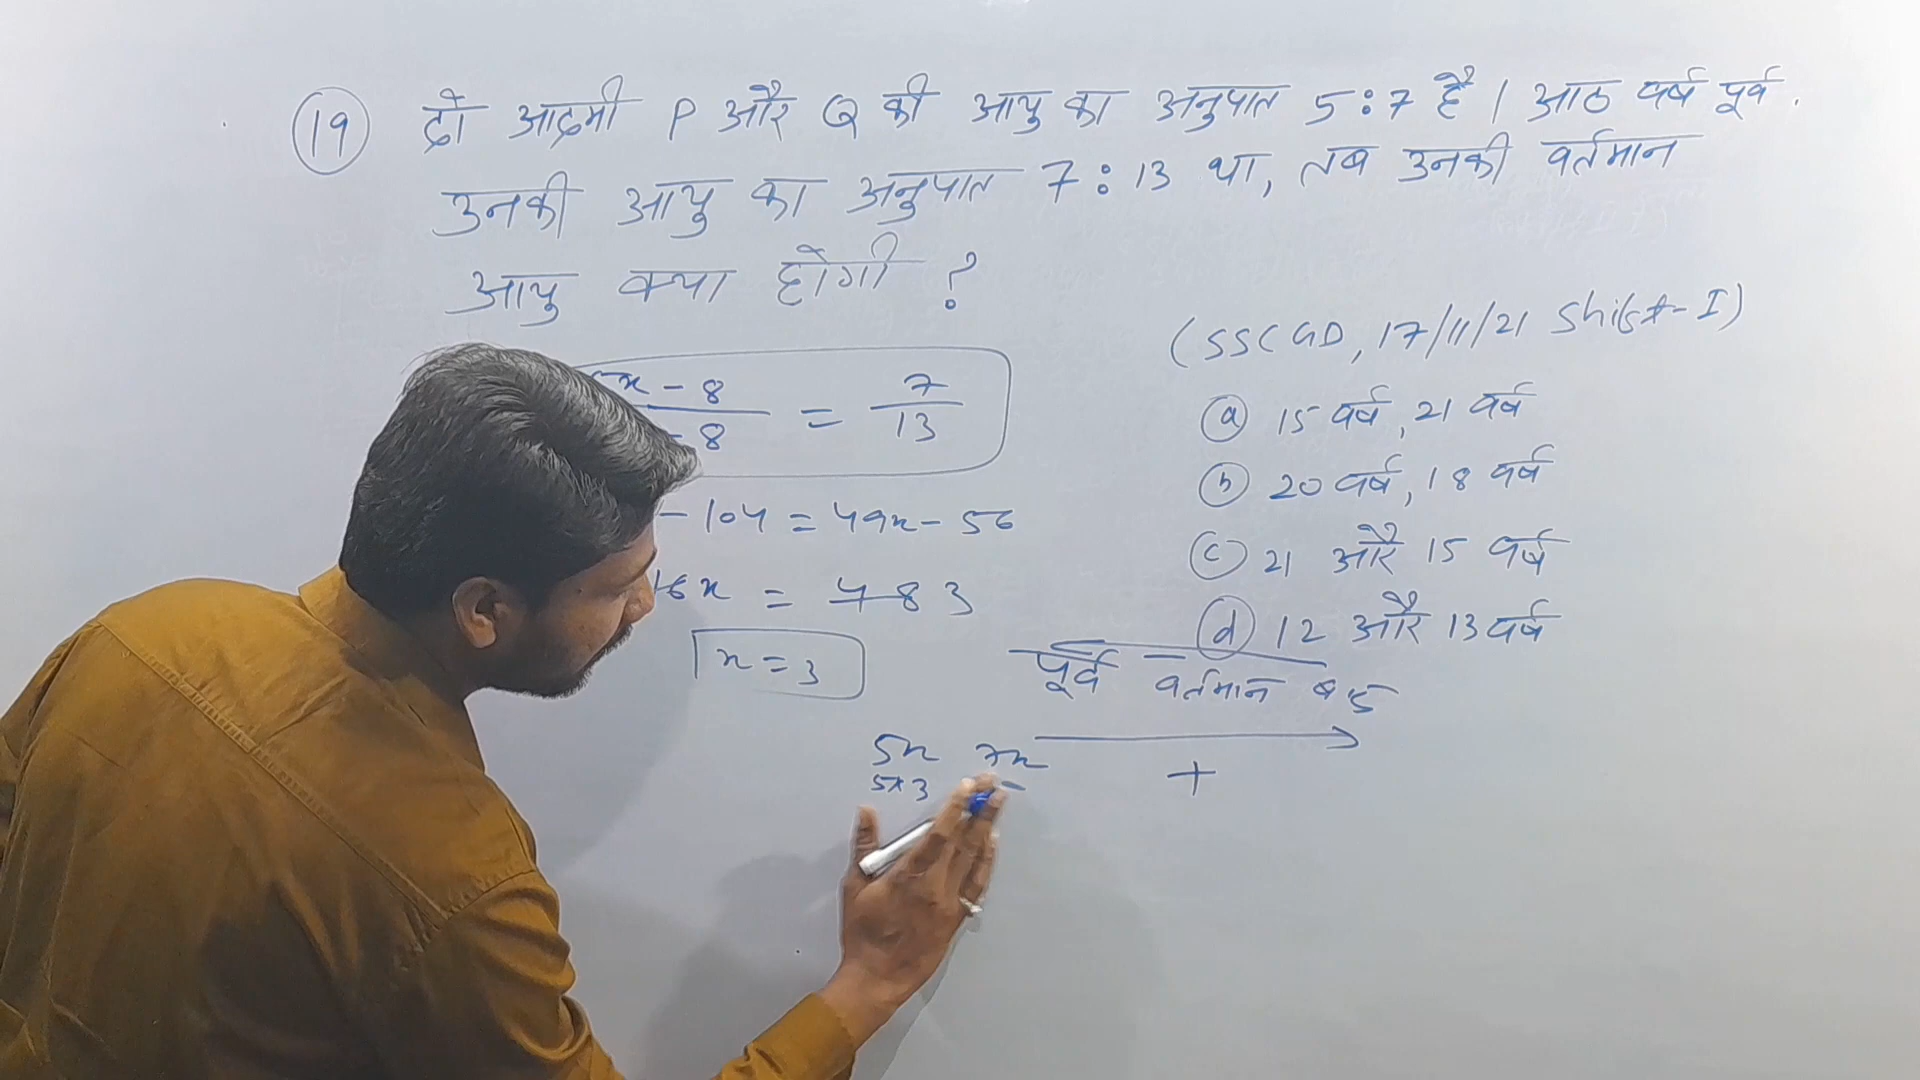 19 दो आदमी P और Q की आयु का अनुपात 5:7 है । आठ वर्ष पूर्व
उनकी आयु का अनुपात 7:13 था, तब उनकी वर्तमान
आयु क्या होगी ?
(SSC GD, 17/11/21 Shift-I)
x - 8 / - 8 = 7 / 13
- 104 = 49x - 56
16x = 48 3
x = 3
a 15 वर्ष, 21 वर्ष
b 20 वर्ष, 18 वर्ष
c 21 और 15 वर्ष
d 12 और 13 वर्ष
पूर्व वर्तमान बाद
5x 7x
5x3
+